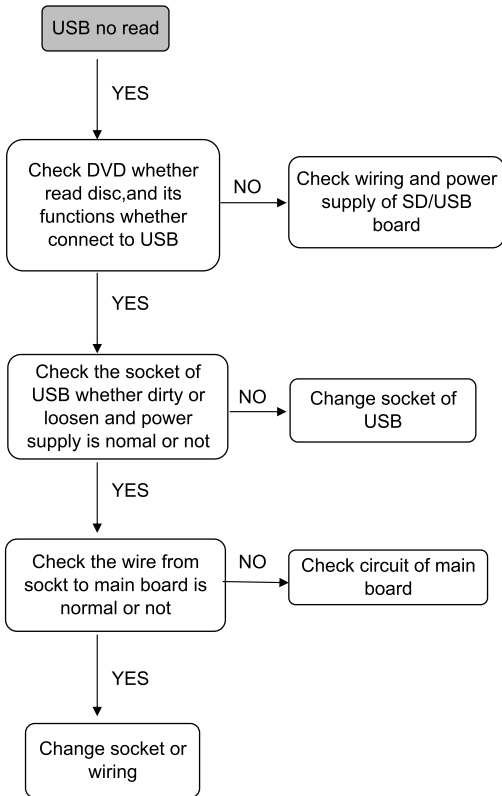 USB no read
YES
Check DVD whether
read disc,and its
functions whether
connect to USB
NO
Check wiring and power
supply of SD/USB
board
YES
Check the socket of
USB whether dirty or
loosen and power
supply is nomal or not
NO
Change socket of
USB
YES
Check the wire from
sockt to main board is
normal or not
NO
Check circuit of main
board
YES
Change socket or
wiring